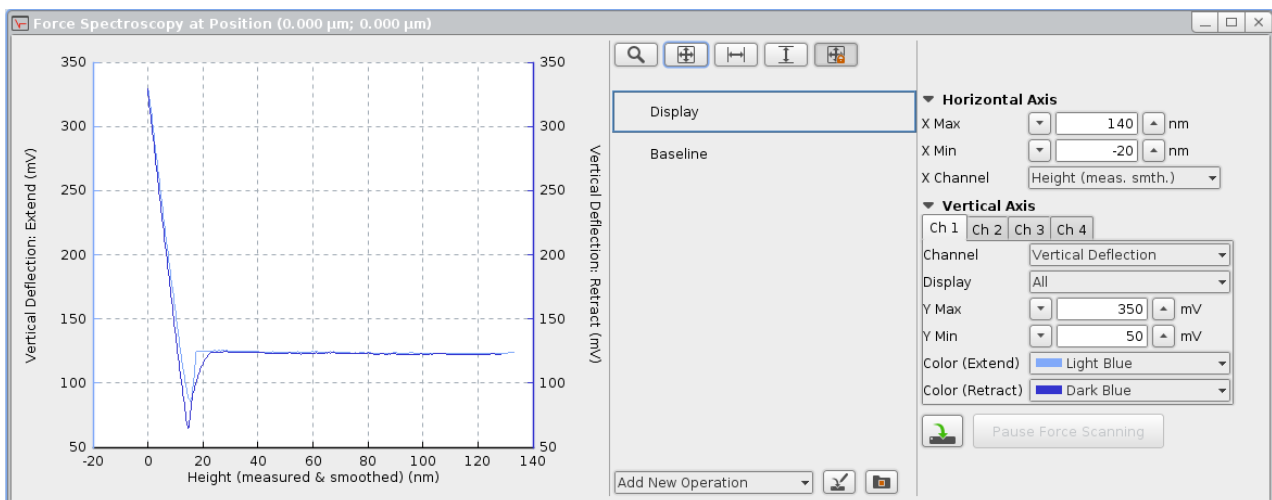 Force Spectroscopy at Position (0.000 µm; 0.000 µm)
350
300
250
200
150
100
50
Vertical Deflection: Extend (mV)
350
300
250
200
150
100
50
Vertical Deflection: Retract (mV)
-20 0 20 40 60 80 100 120 140
Height (measured & smoothed) (nm)
Display
Baseline
Add New Operation
Horizontal Axis
X Max 140 nm
X Min -20 nm
X Channel Height (meas. smth.)
Vertical Axis
Ch 1 Ch 2 Ch 3 Ch 4
Channel Vertical Deflection
Display All
Y Max 350 mV
Y Min 50 mV
Color (Extend) Light Blue
Color (Retract) Dark Blue
Pause Force Scanning